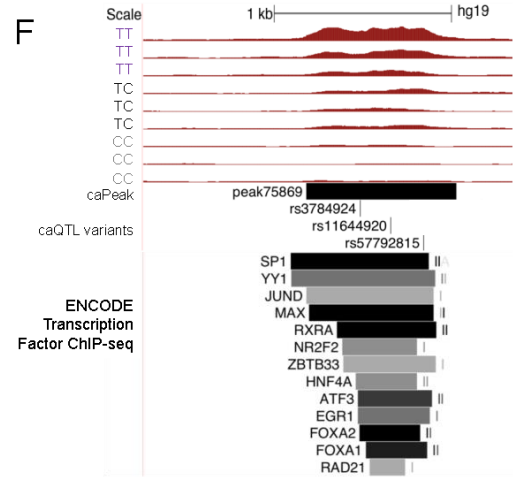 F
Scale
1 kb
hg19
TT
TT
TT
TC
TC
TC
CC
CC
CC
caPeak
peak75869
rs3784924
caQTL variants
rs11644920
rs57792815
SP1
YY1
JUND
ENCODE
Transcription
Factor ChIP-seq
MAX
RXRA
NR2F2
ZBTB33
HNF4A
ATF3
EGR1
FOXA2
FOXA1
RAD21